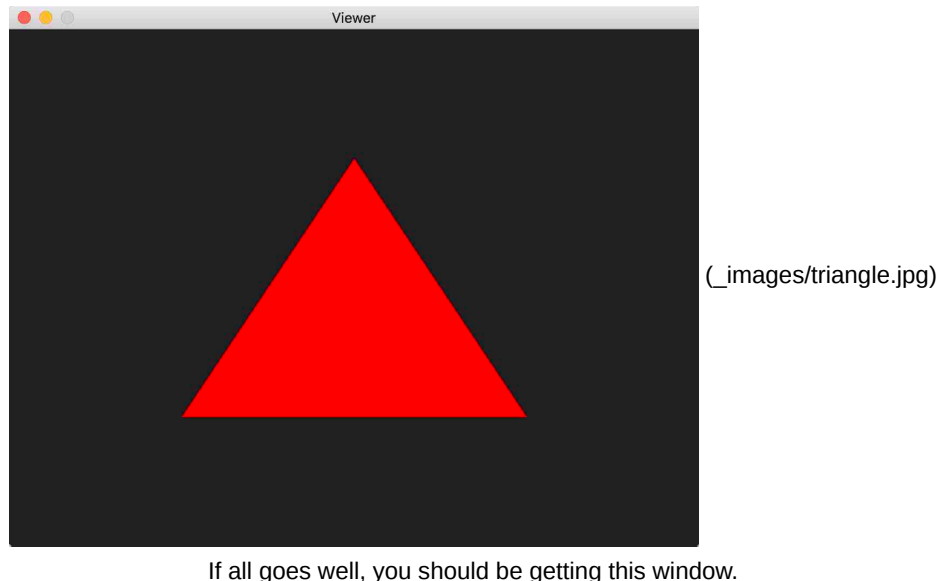 Viewer
(_images/triangle.jpg)
If all goes well, you should be getting this window.